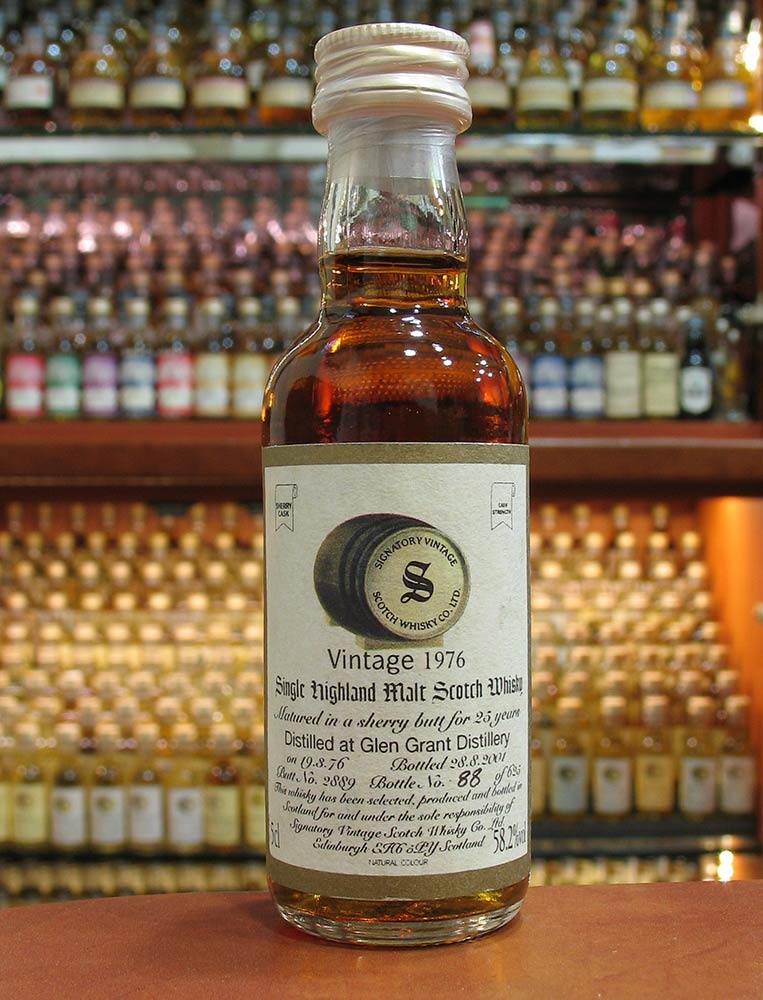 SHERRY
CASK
CASK
STRENGTH
SIGNATORY VINTAGE
S
SCOTCH WHISKY CO. LTD.
Vintage 1976
Single Highland Malt Scotch Whisky
Matured in a sherry butt for 25 years
Distilled at Glen Grant Distillery
on 19.8.76 Bottled 28.8.2001
Butt No. 2889 Bottle No. 88 of 625
This whisky has been selected, produced and bottled in
Scotland for and under the sole responsibility of
Signatory Vintage Scotch Whisky Co. Ltd.
Edinburgh EH6 5PY Scotland
5cl 58.2%vol
NATURAL COLOUR